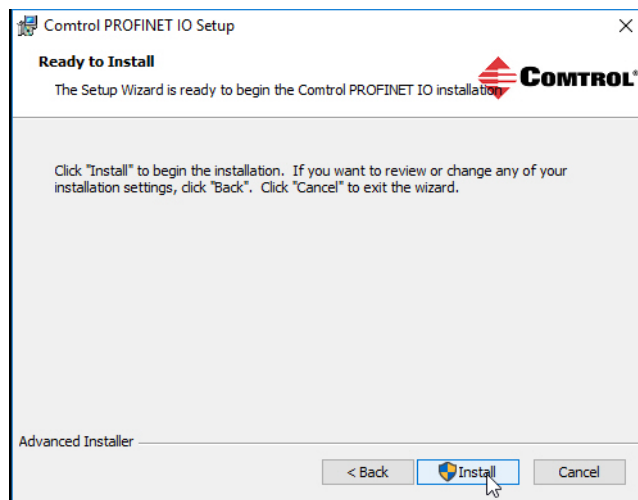 Comtrol PROFINET IO Setup
Ready to Install
The Setup Wizard is ready to begin the Comtrol PROFINET IO installation
COMTROL®
Click "Install" to begin the installation.  If you want to review or change any of your
installation settings, click "Back".  Click "Cancel" to exit the wizard.
Advanced Installer
< Back
Install
Cancel